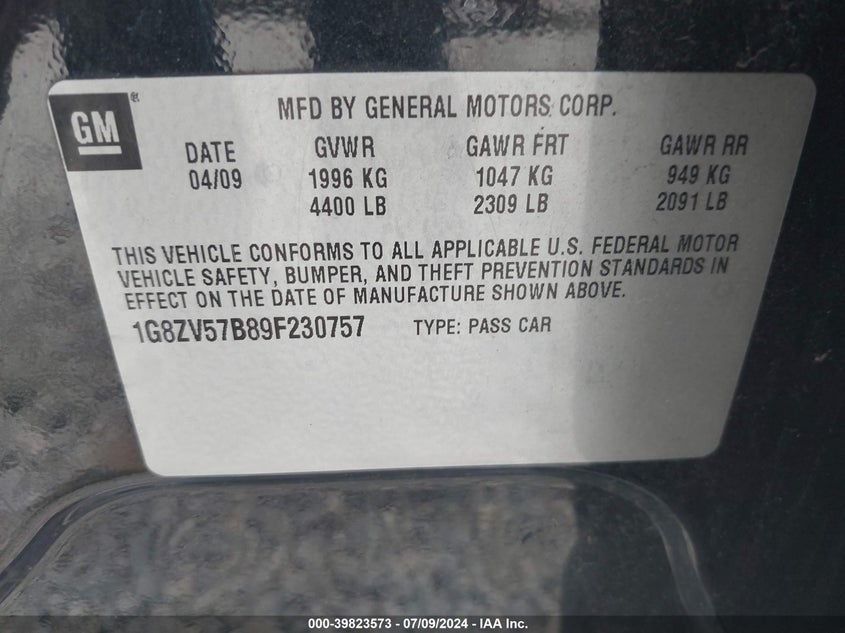 GM®
MFD BY GENERAL MOTORS CORP.
DATE GVWR GAWR FRT GAWR RR
04/09 1996 KG 1047 KG 949 KG
4400 LB 2309 LB 2091 LB
THIS VEHICLE CONFORMS TO ALL APPLICABLE U.S. FEDERAL MOTOR
VEHICLE SAFETY, BUMPER, AND THEFT PREVENTION STANDARDS IN
EFFECT ON THE DATE OF MANUFACTURE SHOWN ABOVE.
1G8ZV57B89F230757 TYPE: PASS CAR
000-39823573 / 07/09/2024 - IAA Inc.